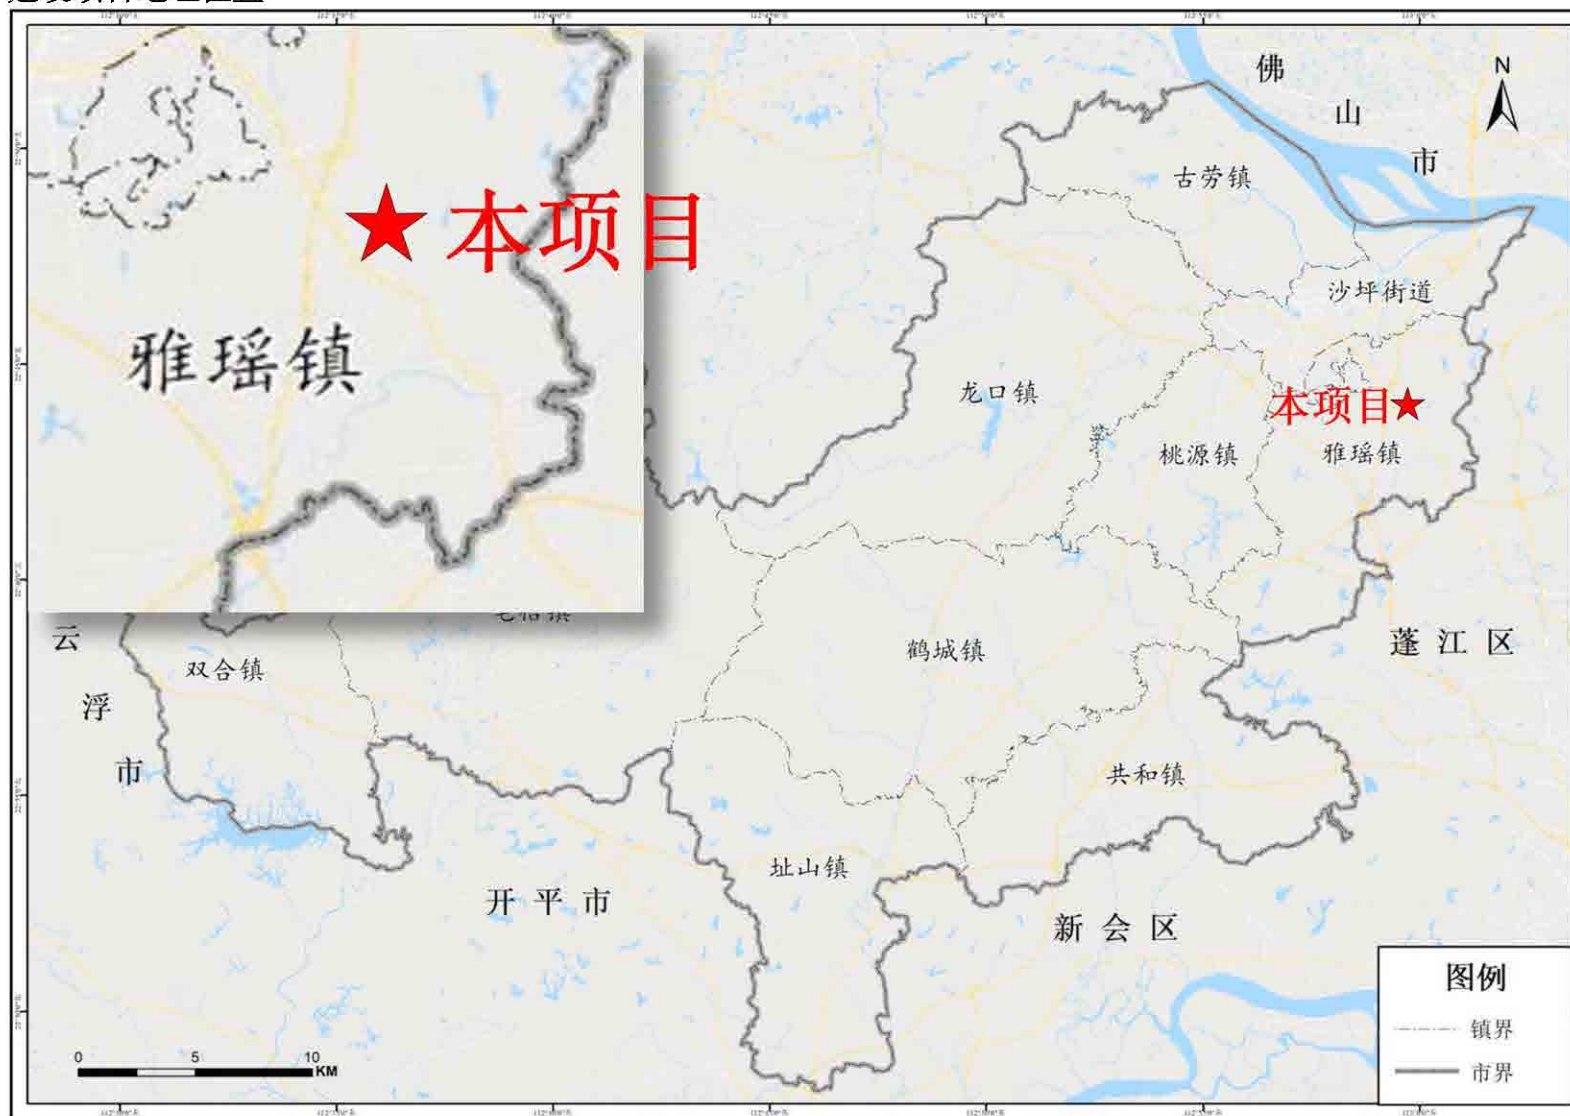 佛
山
市
N
古劳镇
沙坪街道
本项目
雅瑶镇
龙口镇
本项目
桃源镇
雅瑶镇
云
浮
市
双合镇
鹤城镇
蓬江区
共和镇
址山镇
开平市
新会区
图例
镇界
市界
0 5 10
KM